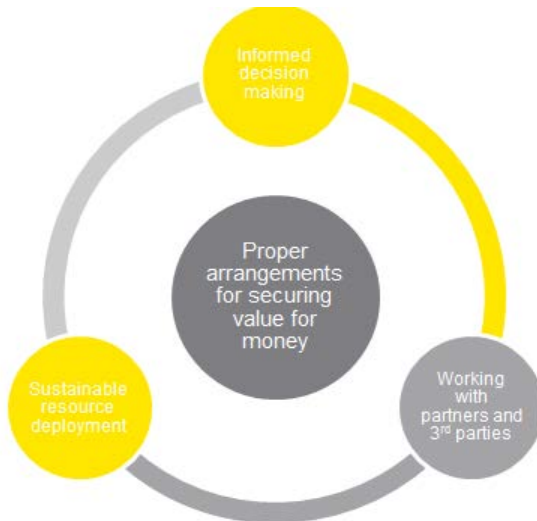 Informed
decision
making
Proper
arrangements
for securing
value for
money
Sustainable
resource
deployment
Working
with
partners and
3rd parties